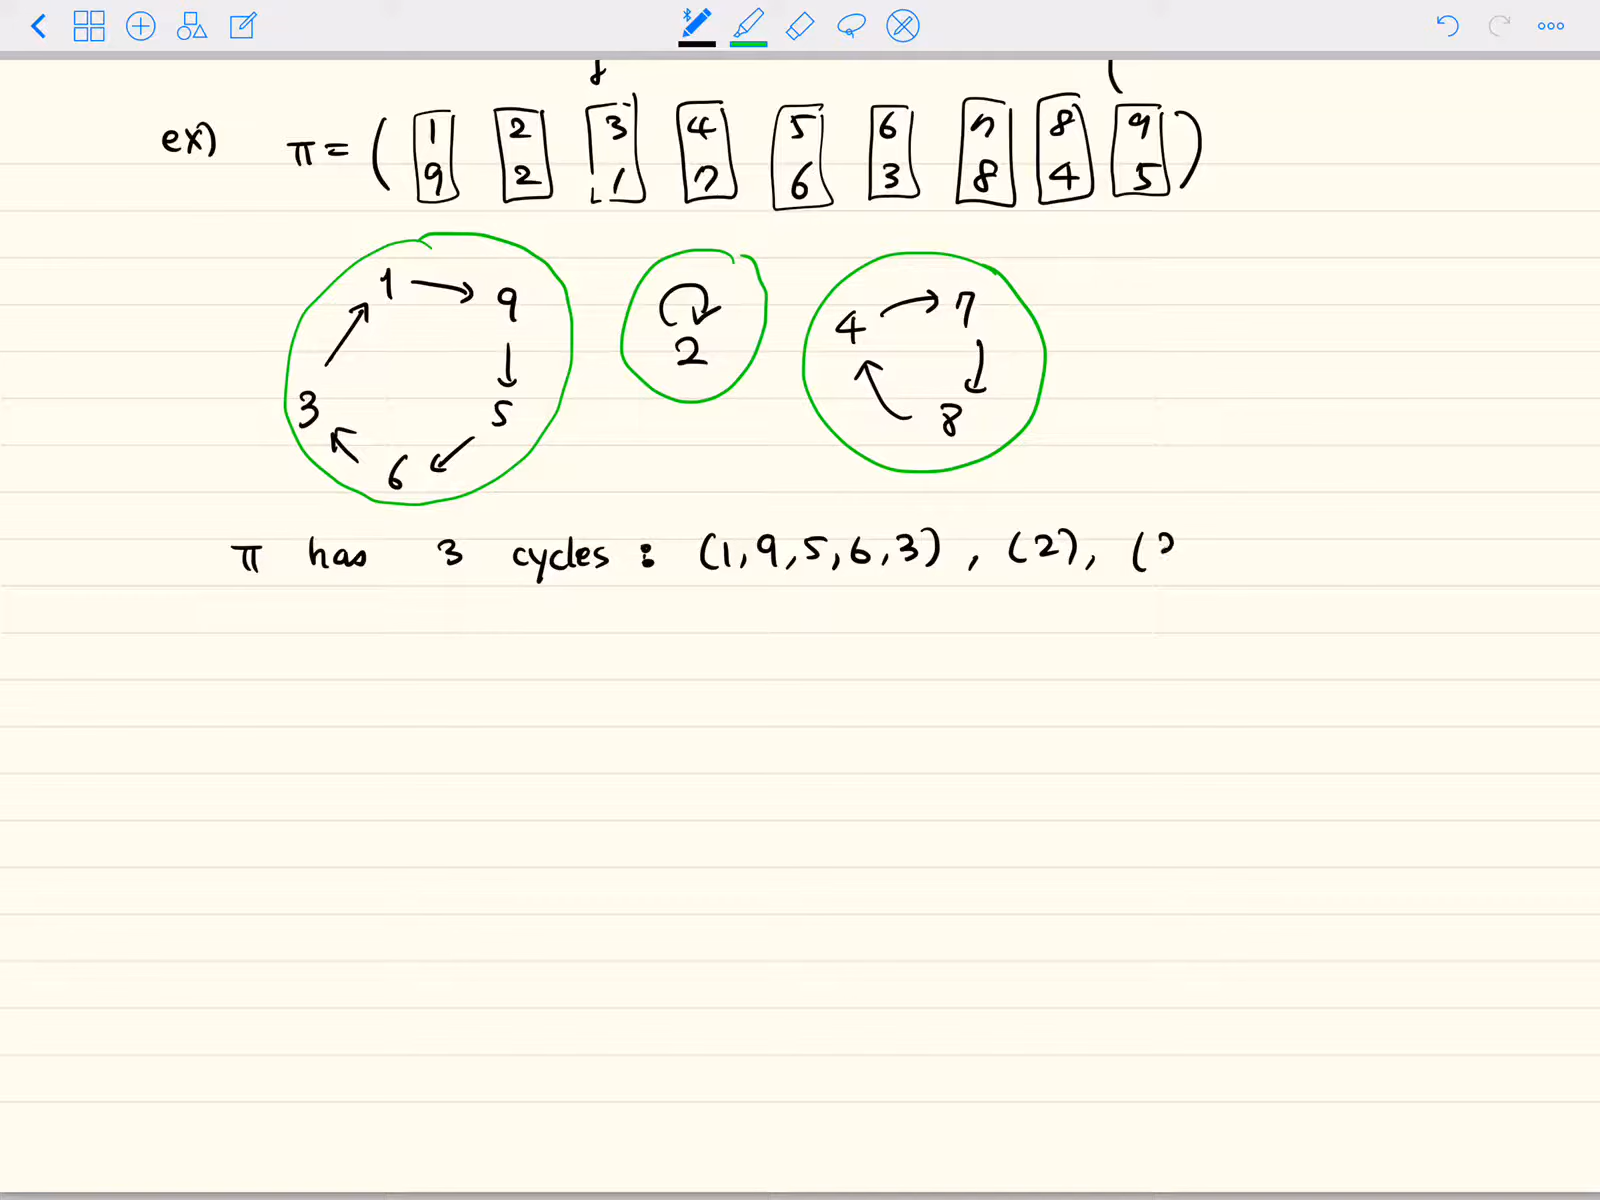 ex) π = ( 1 2 3 4 5 6 7 8 9 )
9 2 1 7 6 3 8 4 5
1 → 9 2 4 → 7
3 5 8
6
π has 3 cycles : (1,9,5,6,3) , (2), (